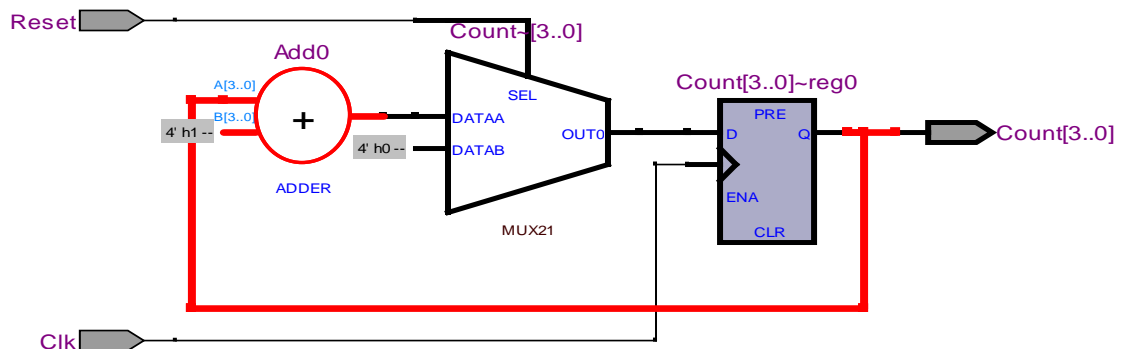 Reset
Count~[3..0]
Add0
Count[3..0]~reg0
A[3..0]
SEL
B[3..0]
PRE
4' h1 --
+
DATAA
OUT0
D
Q
Count[3..0]
4' h0 --
DATAB
ADDER
ENA
MUX21
CLR
Clk